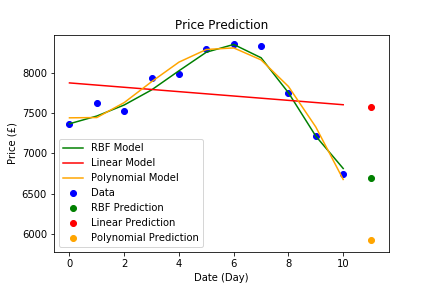 Price Prediction
Price (£)
8000
7500
7000
6500
6000
RBF Model
Linear Model
Polynomial Model
Data
RBF Prediction
Linear Prediction
Polynomial Prediction
0 2 4 6 8 10
Date (Day)